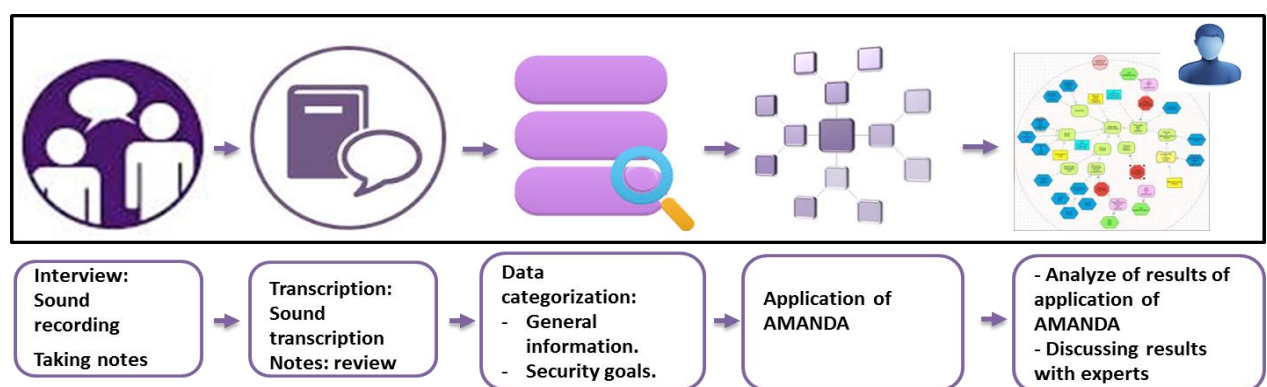 Interview:
Sound
recording
Taking notes
Transcription:
Sound
transcription
Notes: review
Data
categorization:
- General
information.
- Security goals.
Application of
AMANDA
- Analyze of results of
application of
AMANDA
- Discussing results
with experts